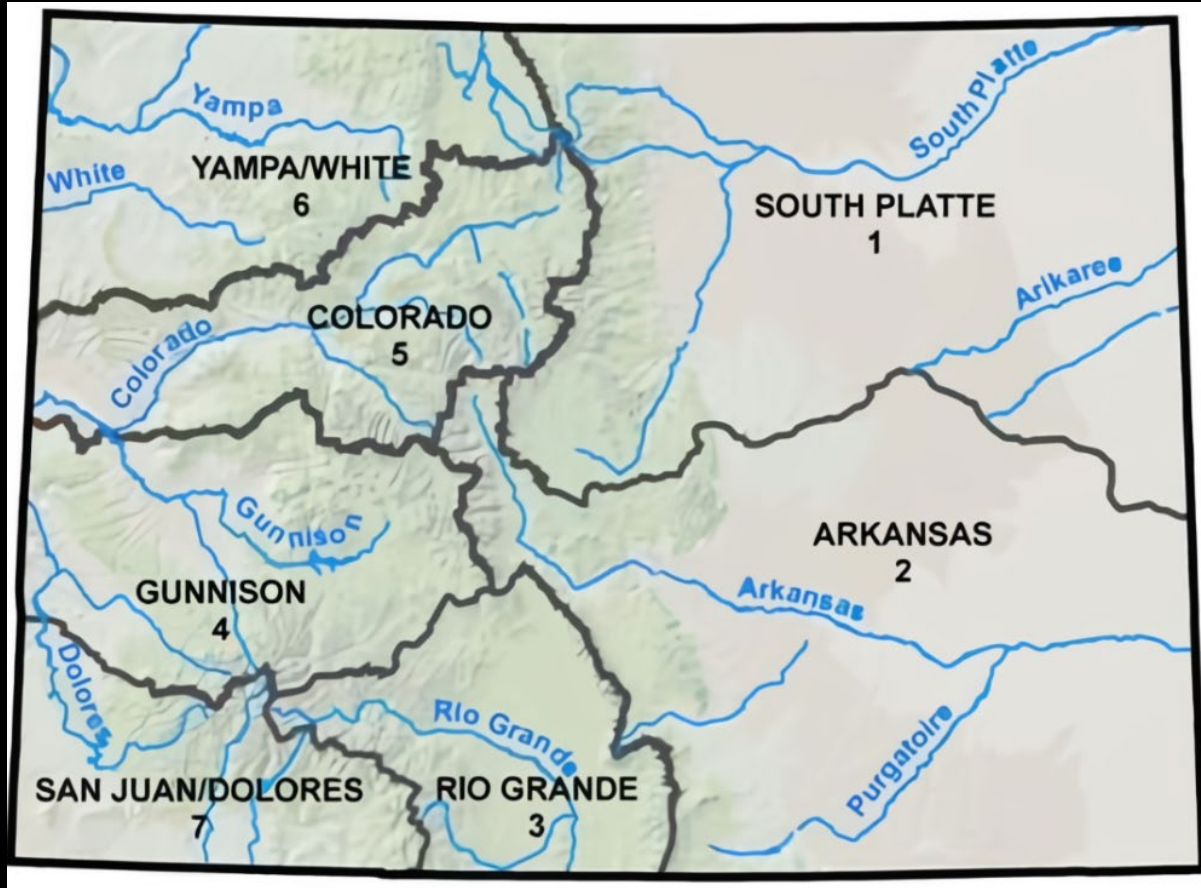 South Platte
Yampa
White
YAMPA/WHITE
6
SOUTH PLATTE
1
Arikaree
COLORADO
5
Colorado
Gunnison
ARKANSAS
2
GUNNISON
4
Arkansas
Dolores
Rio Grande
Purgatoire
SAN JUAN/DOLORES
7
RIO GRANDE
3